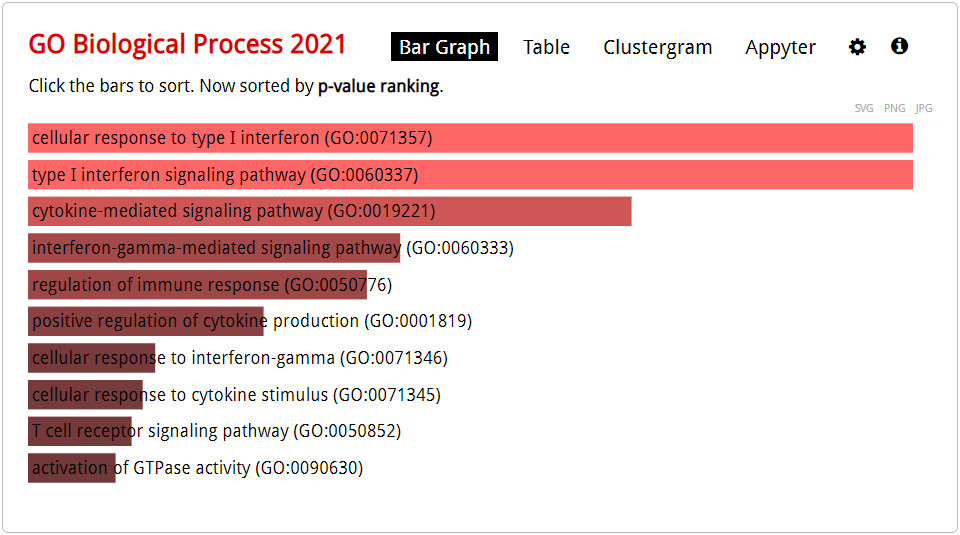 GO Biological Process 2021
Bar Graph Table Clustergram Appyter
Click the bars to sort. Now sorted by p-value ranking.
SVG PNG JPG
cellular response to type I interferon (GO:0071357)
type I interferon signaling pathway (GO:0060337)
cytokine-mediated signaling pathway (GO:0019221)
interferon-gamma-mediated signaling pathway (GO:0060333)
regulation of immune response (GO:0050776)
positive regulation of cytokine production (GO:0001819)
cellular response to interferon-gamma (GO:0071346)
cellular response to cytokine stimulus (GO:0071345)
T cell receptor signaling pathway (GO:0050852)
activation of GTPase activity (GO:0090630)